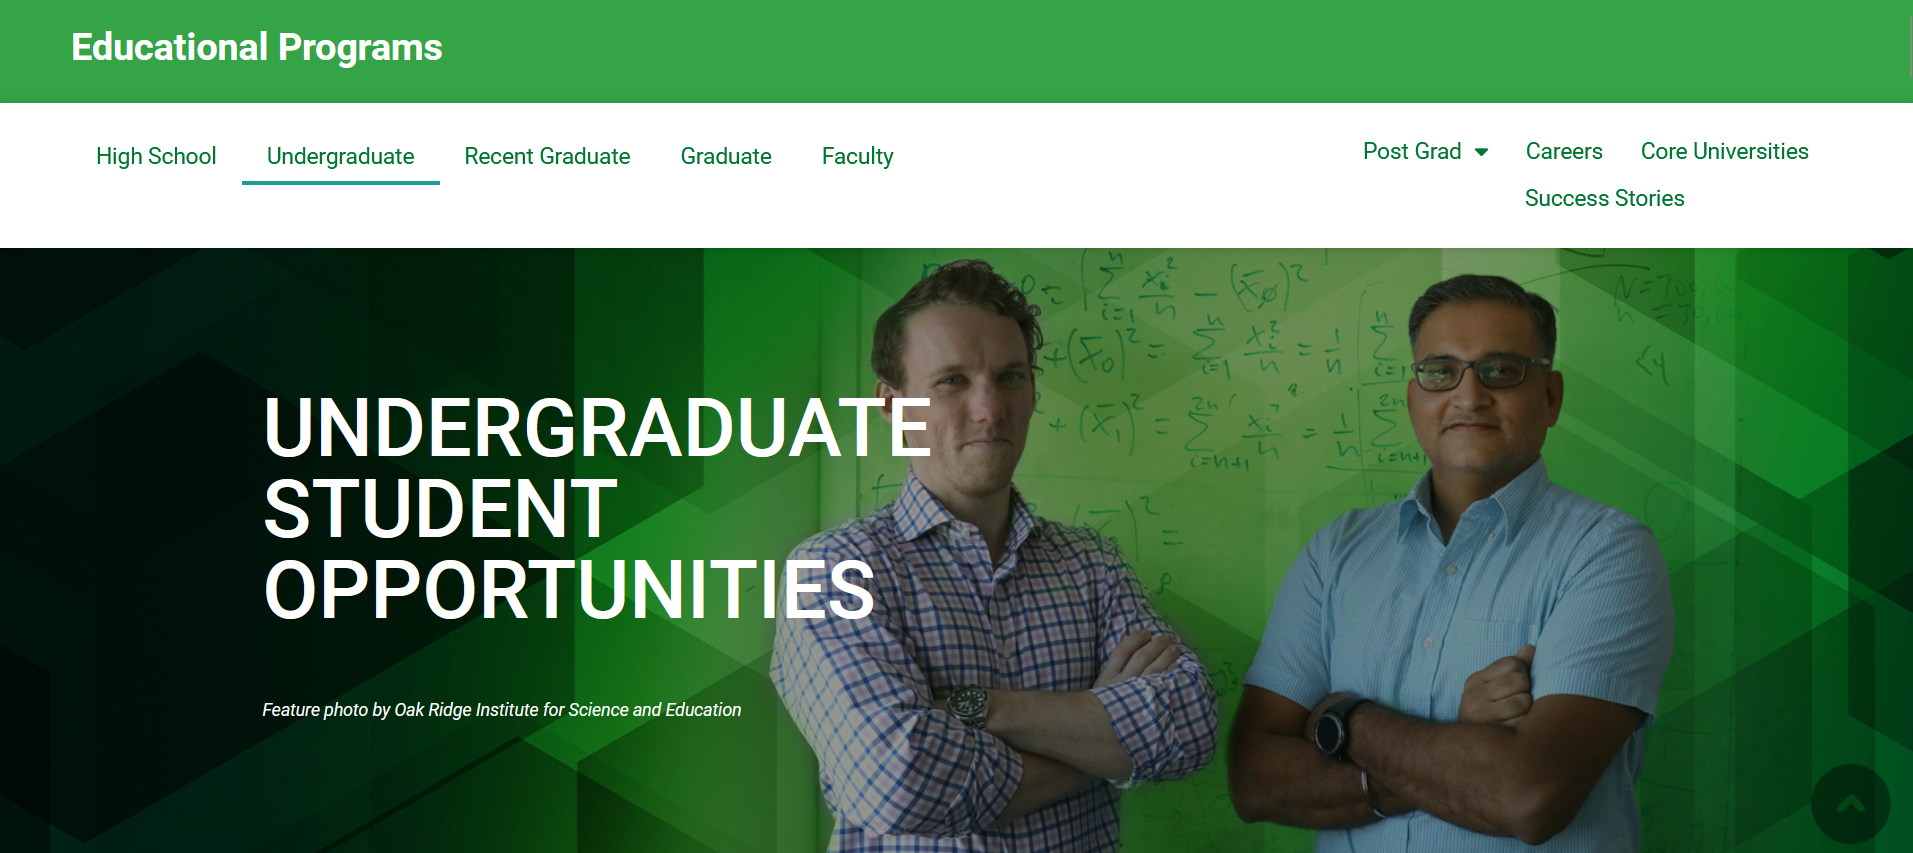 Educational Programs
High School Undergraduate Recent Graduate Graduate Faculty
Post Grad Careers Core Universities
Success Stories
UNDERGRADUATE
STUDENT
OPPORTUNITIES
Feature photo by Oak Ridge Institute for Science and Education